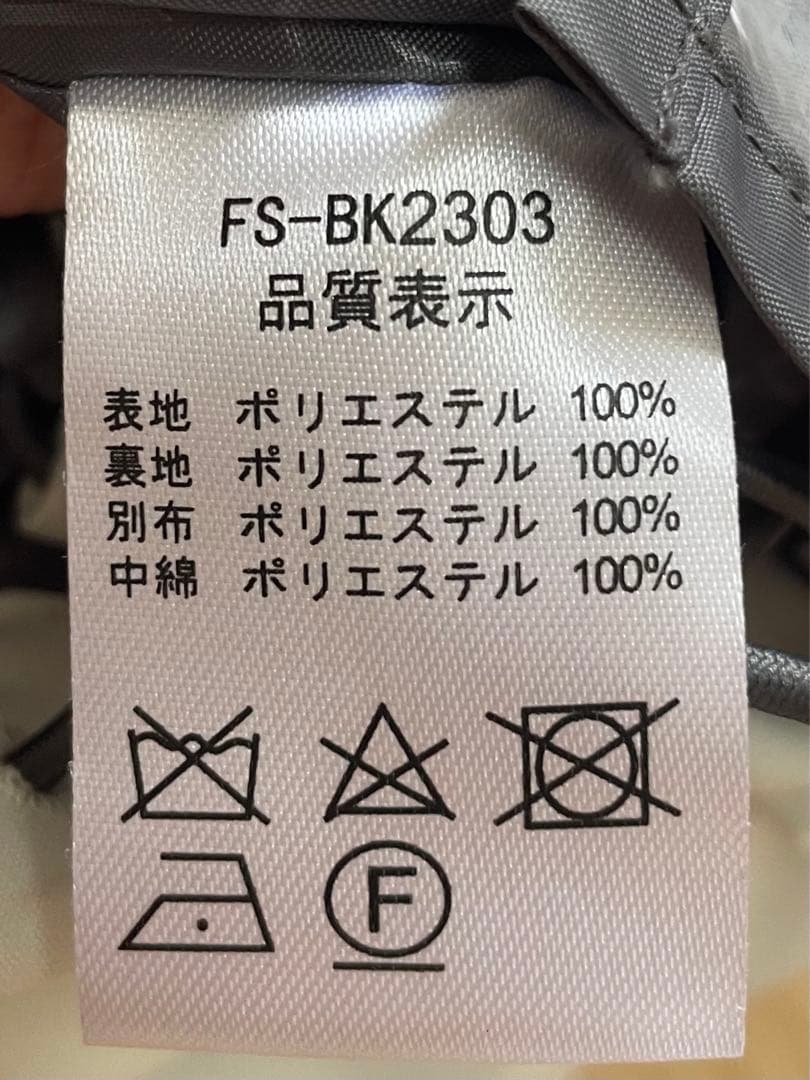 FS-BK2303
品質表示
表地 ポリエステル 100%
裏地 ポリエステル 100%
別布 ポリエステル 100%
中綿 ポリエステル 100%
F